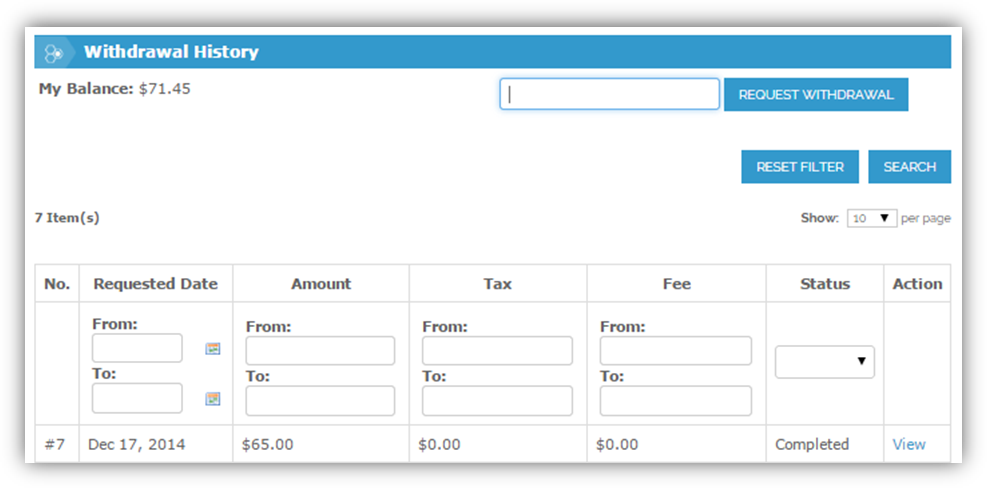 Withdrawal History
My Balance: $71.45
REQUEST WITHDRAWAL
RESET FILTER SEARCH
7 Item(s) Show: 10 per page
No. Requested Date Amount Tax Fee Status Action
From: From: From: From:
To: To: To: To:
#7 Dec 17, 2014 $65.00 $0.00 $0.00 Completed View